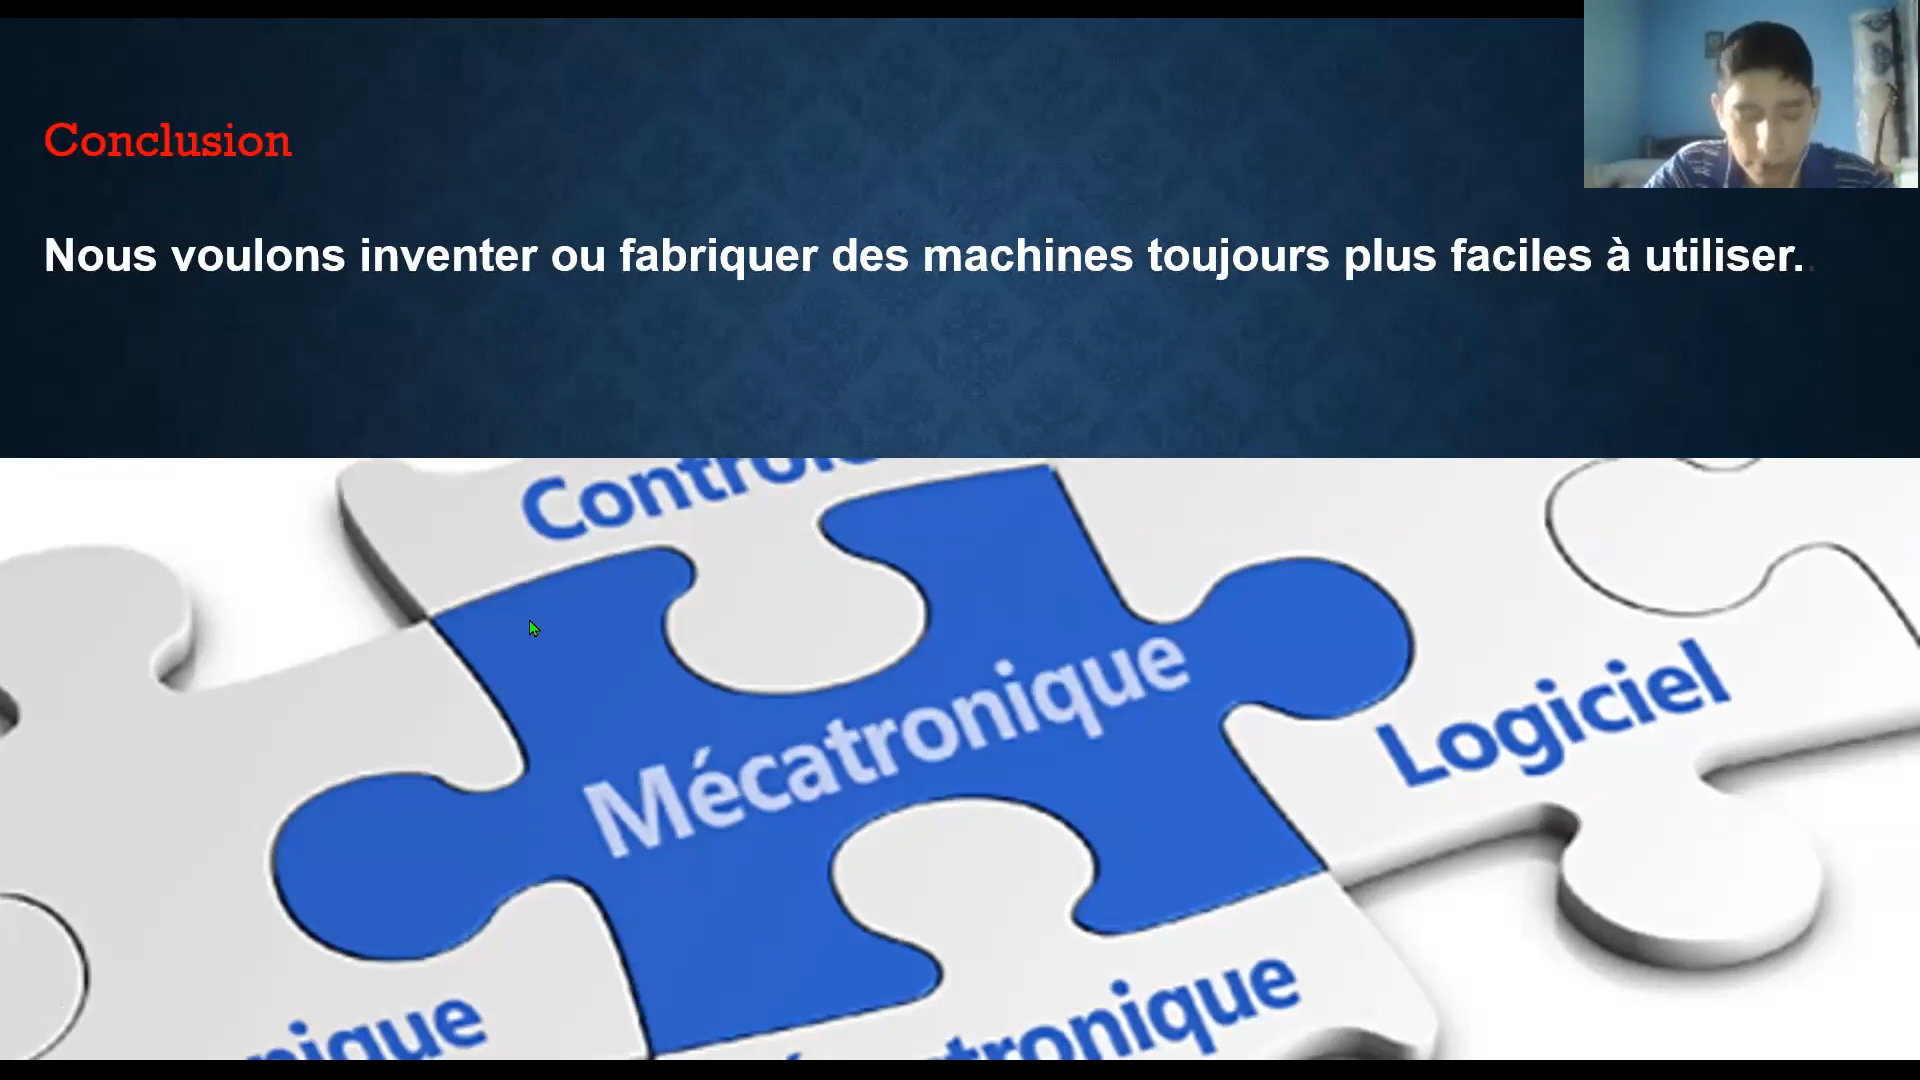 Conclusion
Nous voulons inventer ou fabriquer des machines toujours plus faciles à utiliser.
Mécatronique
Logiciel